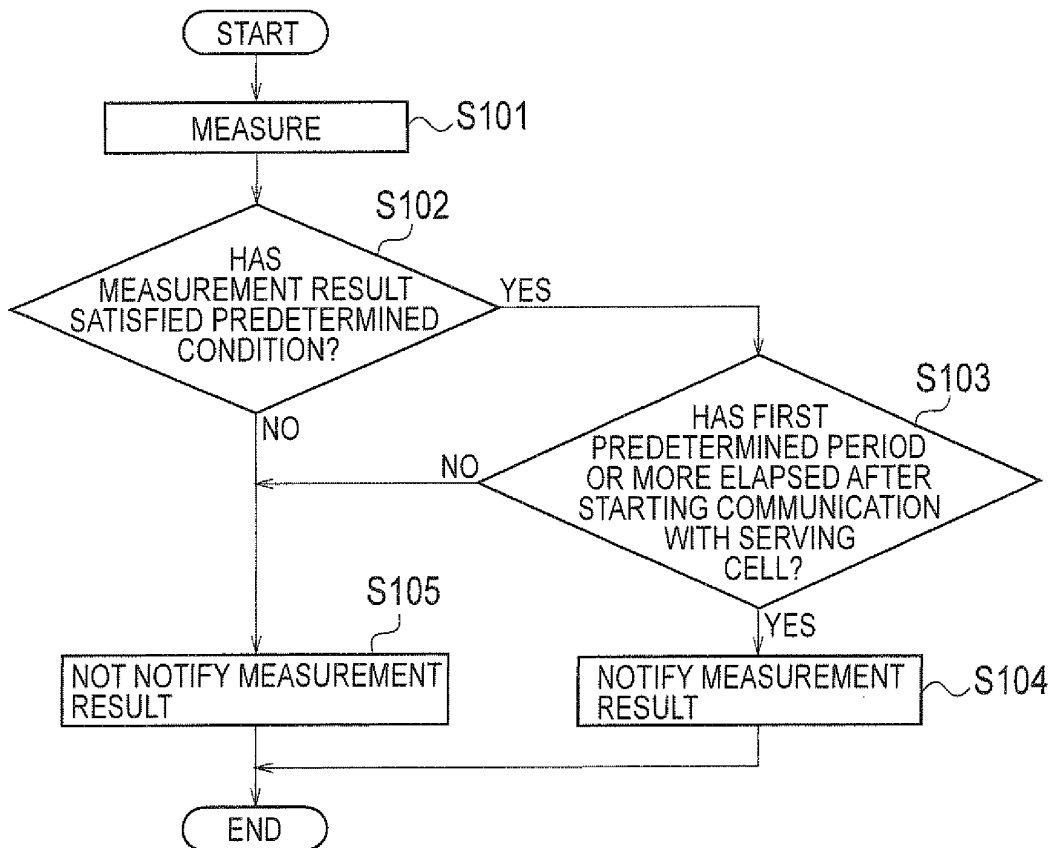 START
MEASURE
S101
S102
HAS
MEASUREMENT RESULT
SATISFIED PREDETERMINED
CONDITION?
YES
NO
S103
HAS FIRST
PREDETERMINED PERIOD
OR MORE ELAPSED AFTER
STARTING COMMUNICATION
WITH SERVING
CELL?
NO
YES
S105
NOT NOTIFY MEASUREMENT
RESULT
NOTIFY MEASUREMENT
RESULT
S104
END